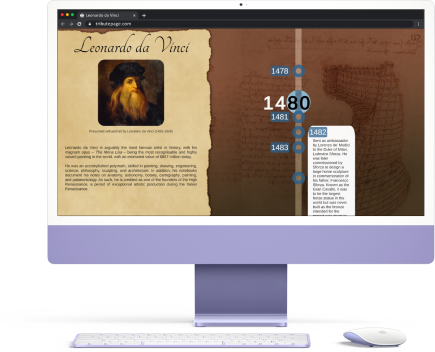 Leonardo da Vinci
tributepage.com
Leonardo da Vinci
Presumed self-portrait by Leonardo da Vinci (1452-1519)
Leonardo da Vinci is arguably the most famous artist in history, with his
magnum opus – The Mona Lisa – being the most recognisable and highly
valued painting in the world, with an estimated value of $867 million today.
He was an accomplished polymath, skilled in painting, drawing, engineering,
science, philosophy, sculpting, and architecture. In addition, his notebooks
document his notes on anatomy, astronomy, botany, cartography, painting,
and palaeontology. As such, he is credited as one of the founders of the High
Renaissance, a period of exceptional artistic production during the Italian
Renaissance.
1478
1480
1481
1482
Sent as ambassador
by Lorenzo de' Medici
to the Duke of Milan,
Ludovico Sforza. He
was later
commissioned by
Sforza to design a
large horse sculpture
in commemoration of
his father, Francesco
Sforza. Known as the
Gran Cavallo, it was
to be the largest
horse statue in the
world but was never
built as the bronze
intended for the
1483